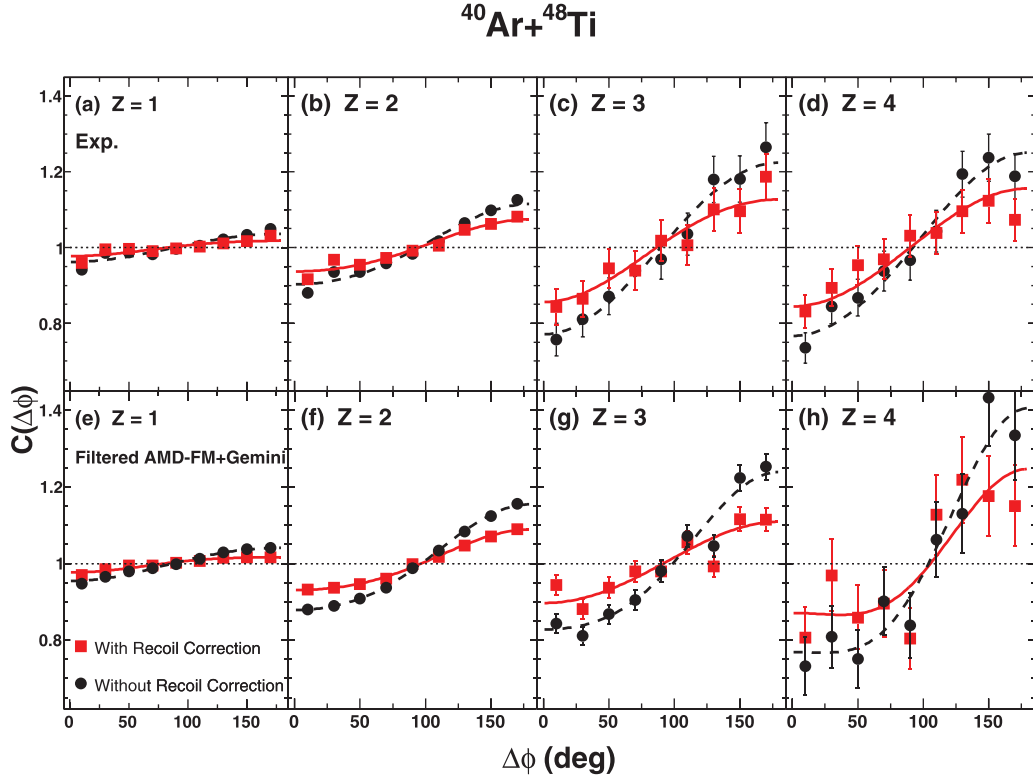 ⁴⁰Ar+⁴⁸Ti
(a) Z = 1
(b) Z = 2
(c) Z = 3
(d) Z = 4
Exp.
1.4
1.2
1
0.8
(e) Z = 1
(f) Z = 2
(g) Z = 3
(h) Z = 4
Filtered AMD-FM+Gemini
1.4
1.2
1
0.8
With Recoil Correction
Without Recoil Correction
C(Δϕ)
0 50 100 150 0 50 100 150 0 50 100 150 0 50 100 150
Δϕ (deg)